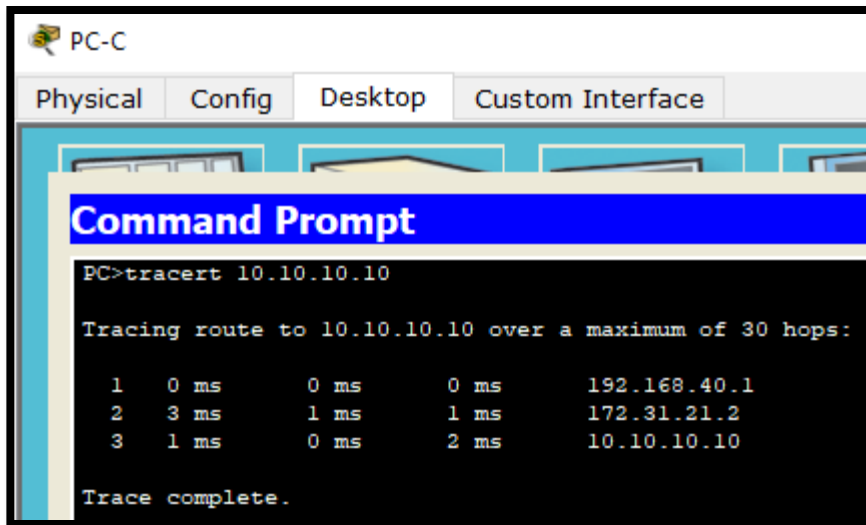 PC-C
Physical Config Desktop Custom Interface
Command Prompt
PC>tracert 10.10.10.10
Tracing route to 10.10.10.10 over a maximum of 30 hops:
1 0 ms 0 ms 0 ms 192.168.40.1
2 3 ms 1 ms 1 ms 172.31.21.2
3 1 ms 0 ms 2 ms 10.10.10.10
Trace complete.